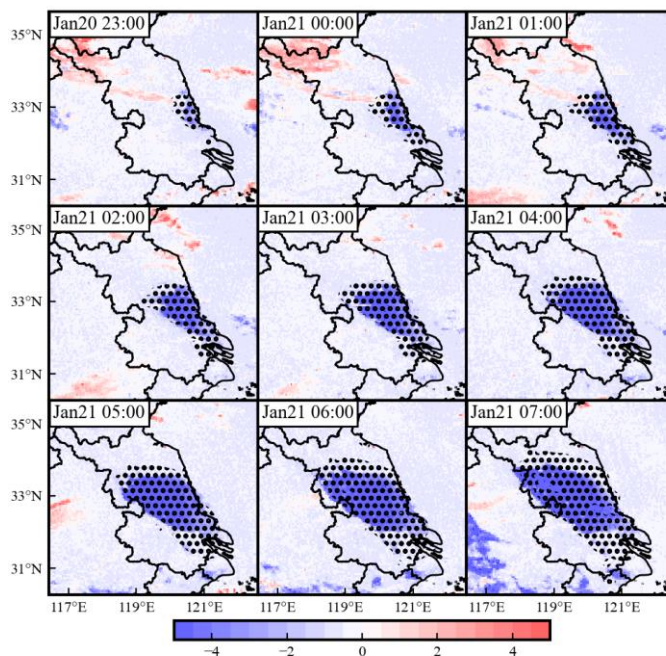 35°N
Jan20 23:00
Jan21 00:00
Jan21 01:00
33°N
31°N
35°N
Jan21 02:00
Jan21 03:00
Jan21 04:00
33°N
31°N
35°N
Jan21 05:00
Jan21 06:00
Jan21 07:00
33°N
31°N
117°E 119°E 121°E 117°E 119°E 121°E 117°E 119°E 121°E
−4 −2 0 2 4